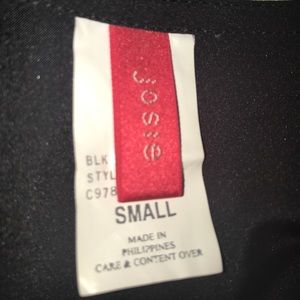 josie
BLK
STYL
C978
SMALL
MADE IN
PHILIPPINES
CARE & CONTENT OVER